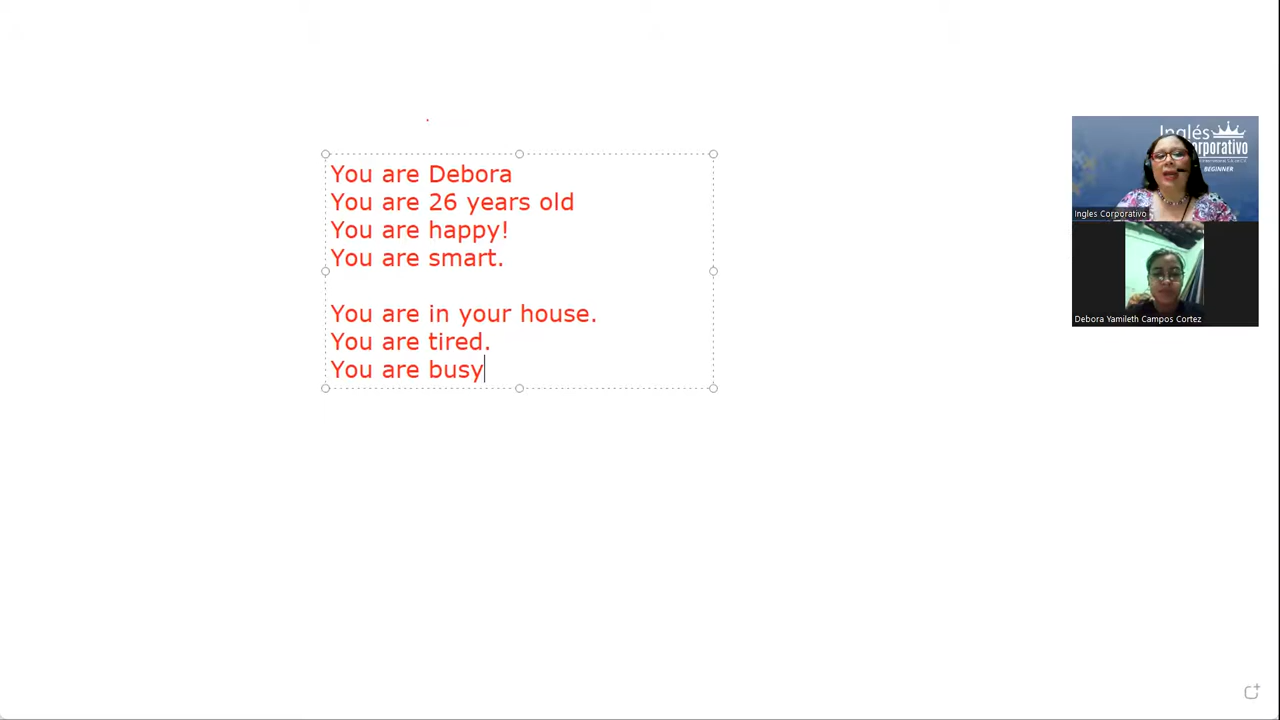 You are Debora
You are 26 years old
You are happy!
You are smart.
You are in your house.
You are tired.
You are busy
Inglés
orporativo
BEGINNER
Ingles Corporativo
Debora Yamileth Campos Cortez